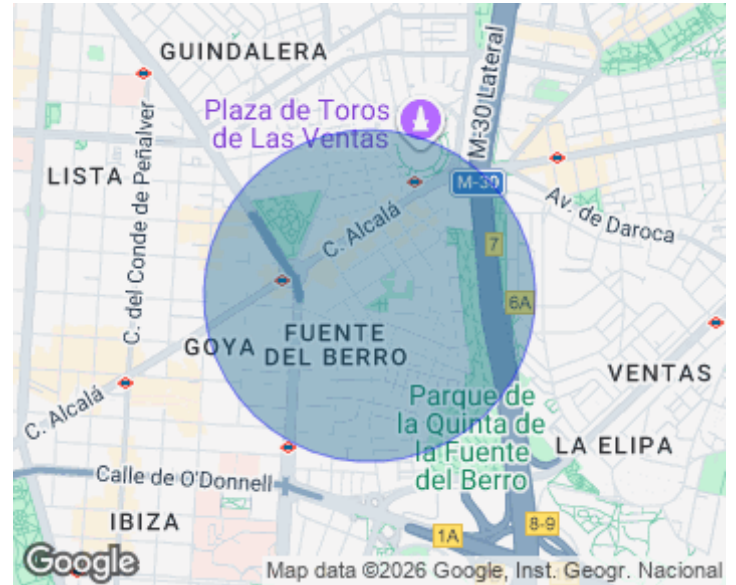 GUINDALERA
Plaza de Toros
de Las Ventas
M-30 Lateral
C. del Conde de Peñalver
LISTA
M-30
Av. de Daroca
C. Alcalá
7
6A
GOYA
FUENTE
DEL BERRO
VENTAS
C. Alcalá
Parque de
la Quinta de
la Fuente
del Berro
LA ELIPA
Calle de O'Donnell
IBIZA
1A
8-9
Google
Map data ©2026 Google, Inst. Geogr. Nacional